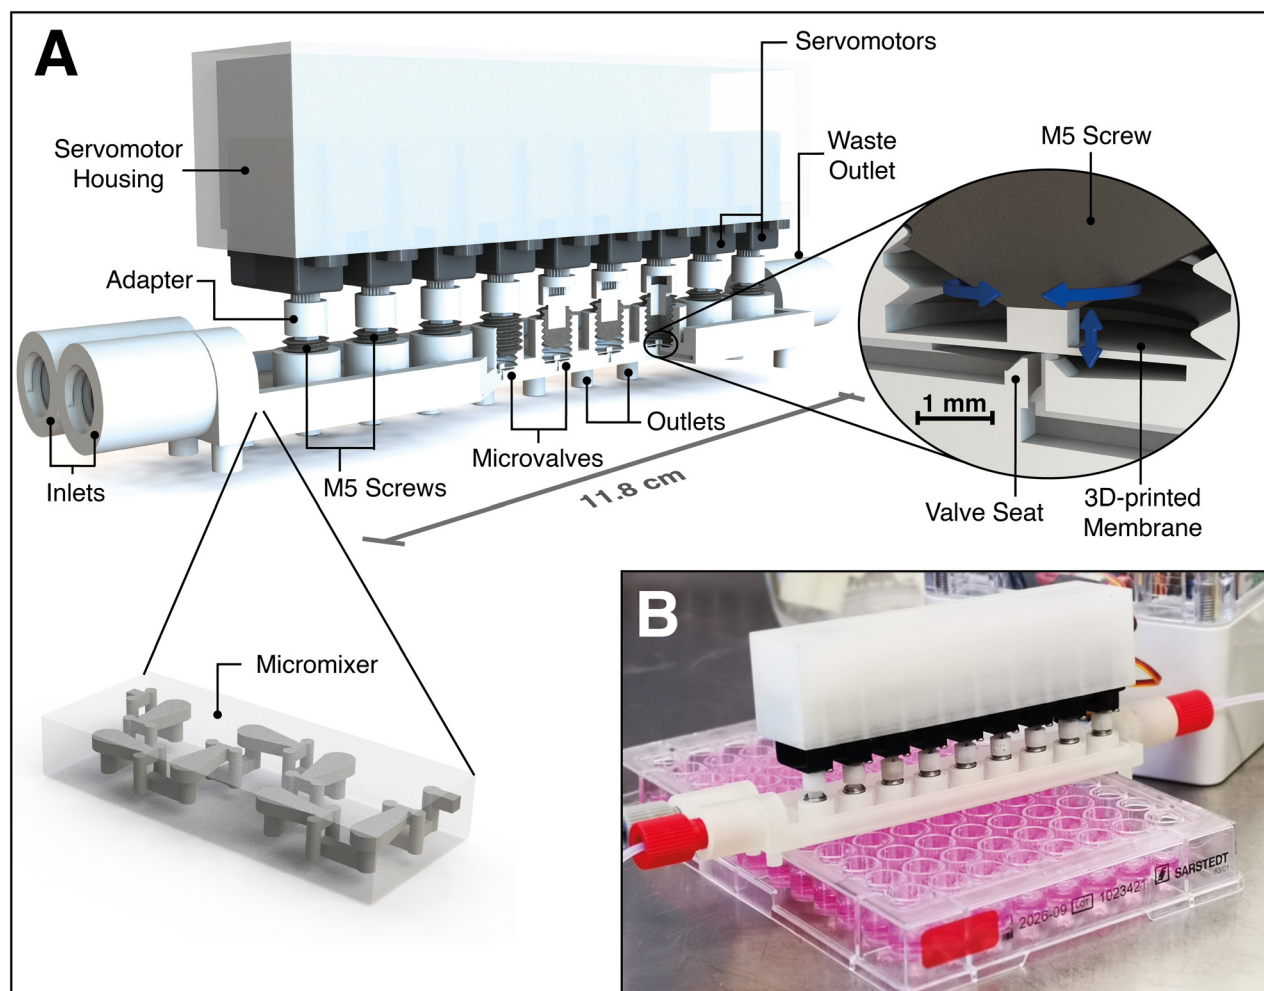 A
Servomotors
Servomotor
Housing
Waste
Outlet
M5 Screw
Adapter
1 mm
Outlets
Microvalves
M5 Screws
Inlets
11.8 cm
Valve Seat
3D-printed
Membrane
Micromixer
B
2026-09 LOT 1023421 SARSTEDT